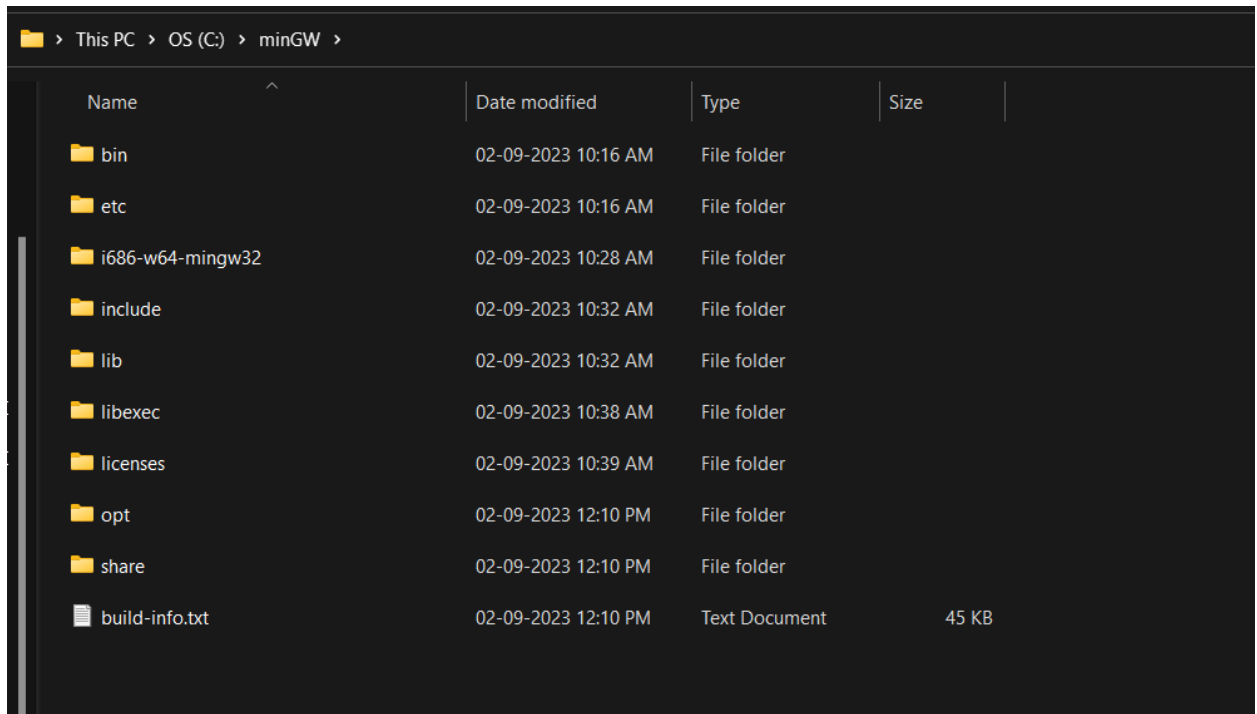 This PC > OS (C:) > minGW >
Name Date modified Type Size
bin 02-09-2023 10:16 AM File folder
etc 02-09-2023 10:16 AM File folder
i686-w64-mingw32 02-09-2023 10:28 AM File folder
include 02-09-2023 10:32 AM File folder
lib 02-09-2023 10:32 AM File folder
libexec 02-09-2023 10:38 AM File folder
licenses 02-09-2023 10:39 AM File folder
opt 02-09-2023 12:10 PM File folder
share 02-09-2023 12:10 PM File folder
build-info.txt 02-09-2023 12:10 PM Text Document 45 KB